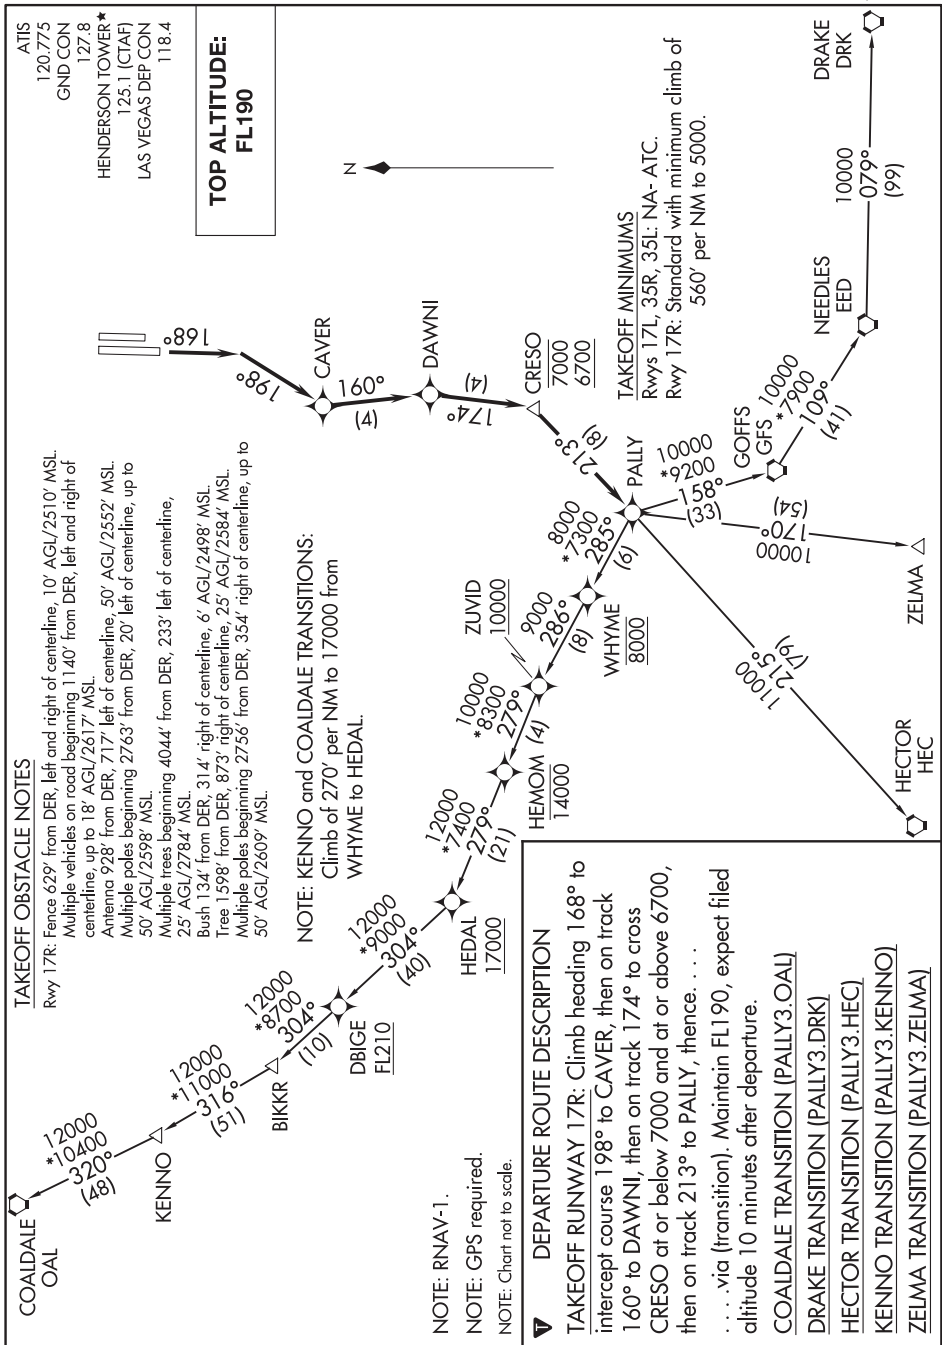 ATIS
120.775
GND CON
127.8
HENDERSON TOWER★
125.1 (CTAF)
LAS VEGAS DEP CON
118.4
TOP ALTITUDE:
FL190
TAKEOFF OBSTACLE NOTES
Rwy 17R: Fence 629′ from DER, left and right of centerline, 10′ AGL/2510′ MSL.
Multiple vehicles on road beginning 1140′ from DER, left and right of
centerline, up to 18′ AGL/2617′ MSL.
Antenna 928′ from DER, 717′ left of centerline, 50′ AGL/2552′ MSL.
Multiple poles beginning 2763′ from DER, 20′ left of centerline, up to
50′ AGL/2598′ MSL.
Multiple trees beginning 4044′ from DER, 233′ left of centerline,
25′ AGL/2784′ MSL.
Bush 134′ from DER, 314′ right of centerline, 6′ AGL/2498′ MSL.
Tree 1598′ from DER, 873′ right of centerline, 25′ AGL/2584′ MSL.
Multiple poles beginning 2756′ from DER, 354′ right of centerline, up to
50′ AGL/2609′ MSL.
NOTE: KENNO and COALDALE TRANSITIONS:
Climb of 270′ per NM to 17000 from
WHYME to HEDAL.
N
168°
198°
CAVER
160°
(4)
DAWNI
174°
(4)
CRESO
7000
6700
213°
(8)
TAKEOFF MINIMUMS
Rwys 17L, 35R, 35L: NA- ATC.
Rwy 17R: Standard with minimum climb of
560′ per NM to 5000.
PALLY
10000
*9200
158°
(33)
GOFFS
GFS
10000
*7900
109°
(41)
NEEDLES
EED
10000
079°
(99)
DRAKE
DRK
(54)
170°
10000
ZELMA
(79)
215°
11000
HECTOR
HEC
8000
*7300
285°
(6)
WHYME
8000
9000
286°
(8)
ZUVID
10000
10000
*8300
279°
(4)
HEMOM
14000
12000
*7400
279°
(21)
HEDAL
17000
12000
*9000
304°
(40)
DBIGE
FL210
12000
*8700
304°
(10)
BIKKR
12000
*11000
316°
(51)
KENNO
12000
*10400
320°
(48)
COALDALE
OAL
NOTE: RNAV-1.
NOTE: GPS required.
NOTE: Chart not to scale.
T
DEPARTURE ROUTE DESCRIPTION
TAKEOFF RUNWAY 17R: Climb heading 168° to
intercept course 198° to CAVER, then on track
160° to DAWNI, then on track 174° to cross
CRESO at or below 7000 and at or above 6700,
then on track 213° to PALLY, thence. . . .
. . . .via (transition). Maintain FL190, expect filed
altitude 10 minutes after departure.
COALDALE TRANSITION (PALLY3.OAL)
DRAKE TRANSITION (PALLY3.DRK)
HECTOR TRANSITION (PALLY3.HEC)
KENNO TRANSITION (PALLY3.KENNO)
ZELMA TRANSITION (PALLY3.ZELMA)